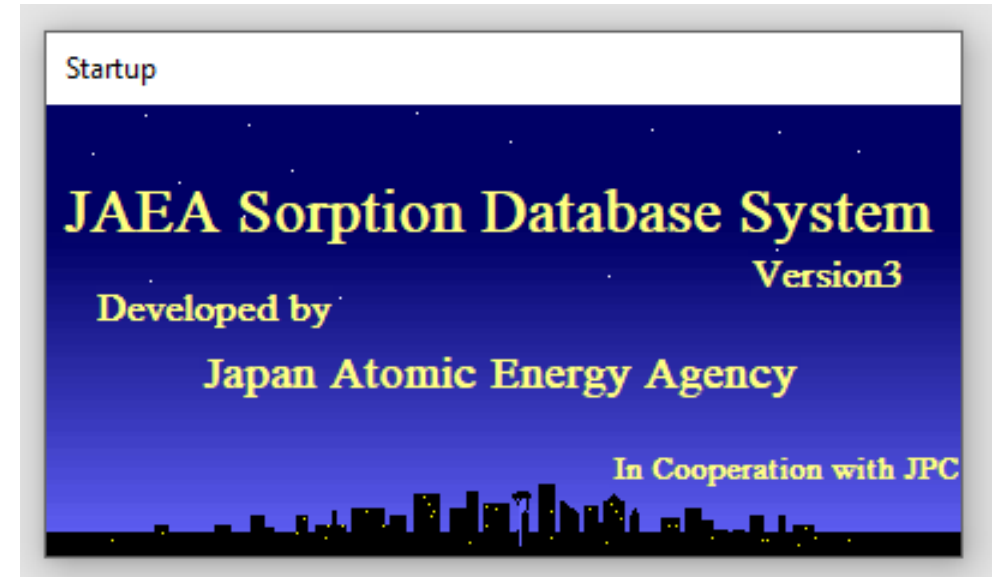 Startup
JAEA Sorption Database System
Version3
Developed by
Japan Atomic Energy Agency
In Cooperation with JPC